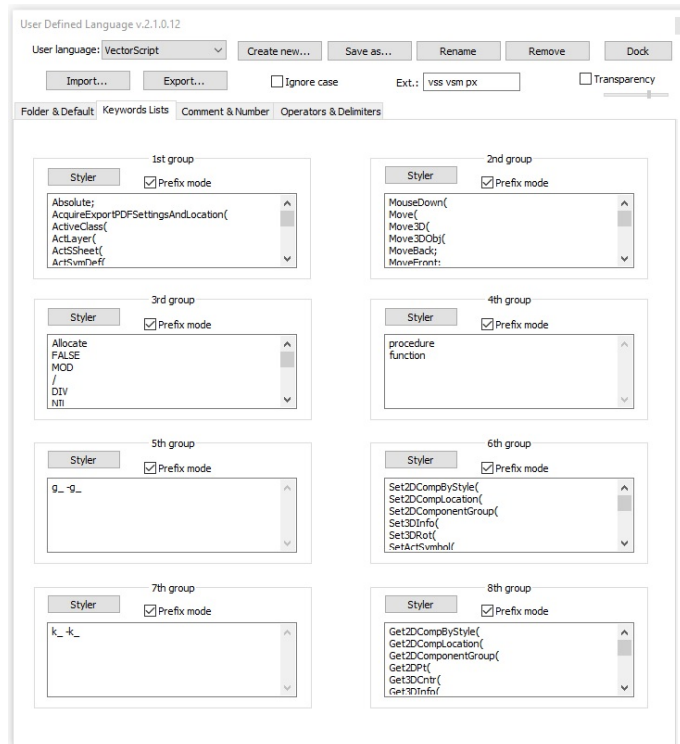 User Defined Language v.2.1.0.12
User language: VectorScript Create new... Save as... Rename Remove Dock
Import... Export... Ignore case Ext.: vss vsm px Transparency
Folder & Default Keywords Lists Comment & Number Operators & Delimiters
1st group
Styler Prefix mode
Absolute;
AcquireExportPDFSettingsAndLocation(
ActiveClass(
ActLayer(
ActSSheet(
ActSymDef(
2nd group
Styler Prefix mode
MouseDown(
Move(
Move3D(
Move3DObj(
MoveBack;
MoveFront;
3rd group
Styler Prefix mode
Allocate
FALSE
MOD
/
DIV
NIL
4th group
Styler Prefix mode
procedure
function
5th group
Styler Prefix mode
g_ -g_
6th group
Styler Prefix mode
Set2DCompByStyle(
Set2DCompLocation(
Set2DComponentGroup(
Set3DInfo(
Set3DRot(
SetActSymbol(
7th group
Styler Prefix mode
k_ -k_
8th group
Styler Prefix mode
Get2DCompByStyle(
Get2DCompLocation(
Get2DComponentGroup(
Get2DPt(
Get3DCntr(
Get3DInfo(